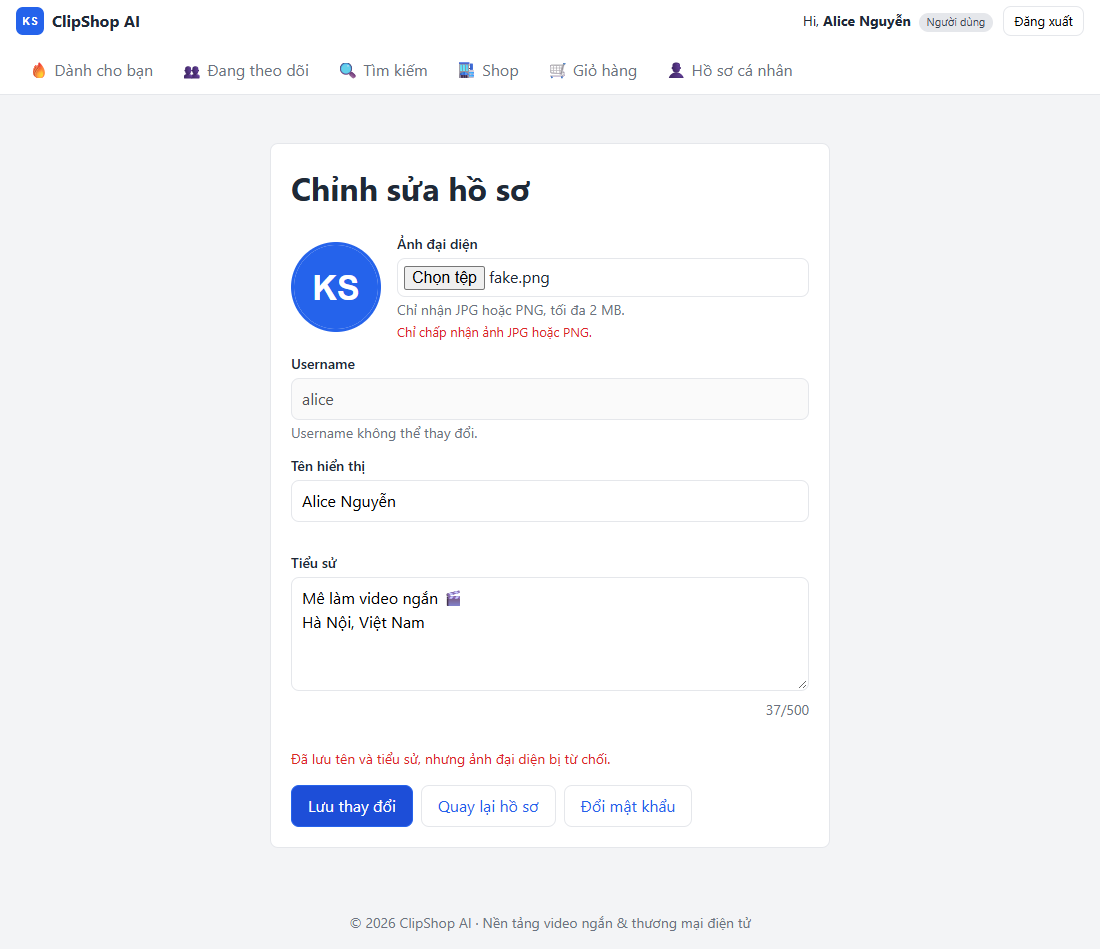 KS ClipShop AI
Hi, Alice Nguyễn Người dùng Đăng xuất
Dành cho bạn Đang theo dõi Tìm kiếm Shop Giỏ hàng Hồ sơ cá nhân
Chỉnh sửa hồ sơ
KS
Ảnh đại diện
Chọn tệp fake.png
Chỉ nhận JPG hoặc PNG, tối đa 2 MB.
Chỉ chấp nhận ảnh JPG hoặc PNG.
Username
alice
Username không thể thay đổi.
Tên hiển thị
Alice Nguyễn
Tiểu sử
Mê làm video ngắn 🎬
Hà Nội, Việt Nam
37/500
Đã lưu tên và tiểu sử, nhưng ảnh đại diện bị từ chối.
Lưu thay đổi Quay lại hồ sơ Đổi mật khẩu
© 2026 ClipShop AI · Nền tảng video ngắn & thương mại điện tử